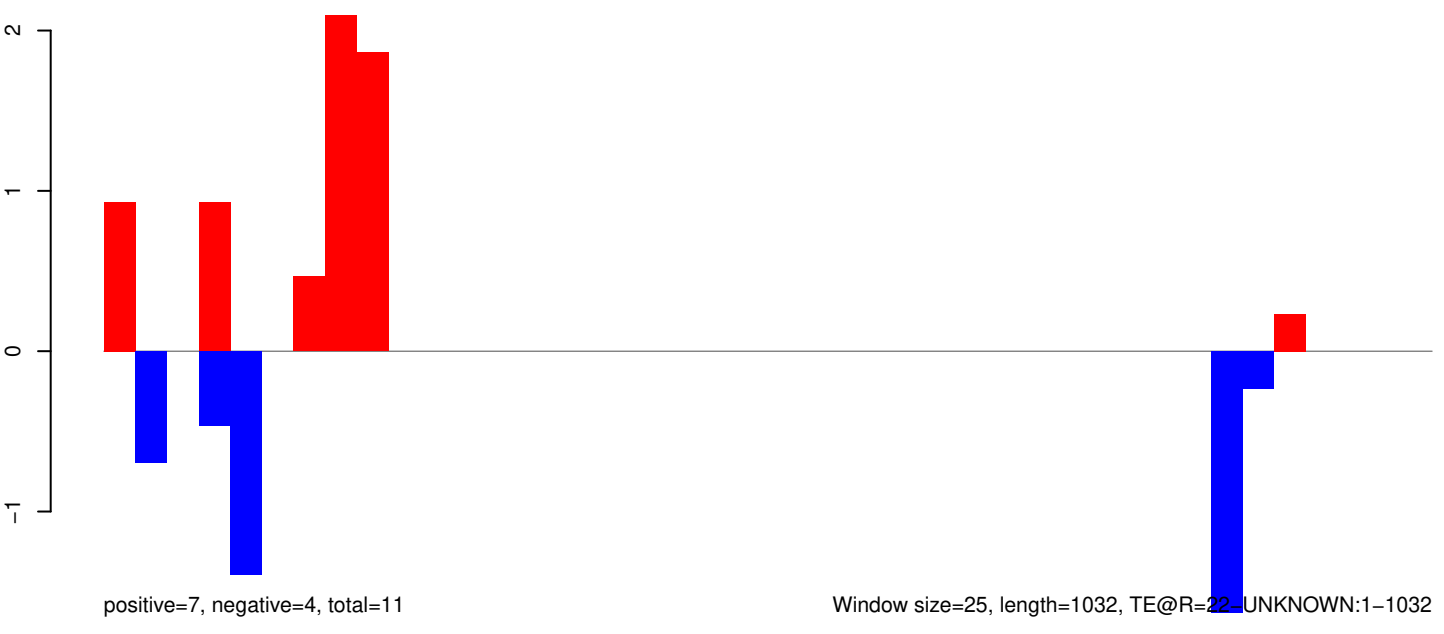 2
1
0
−1
positive=7, negative=4, total=11
Window size=25, length=1032, TE@R=22−UNKNOWN:1−1032